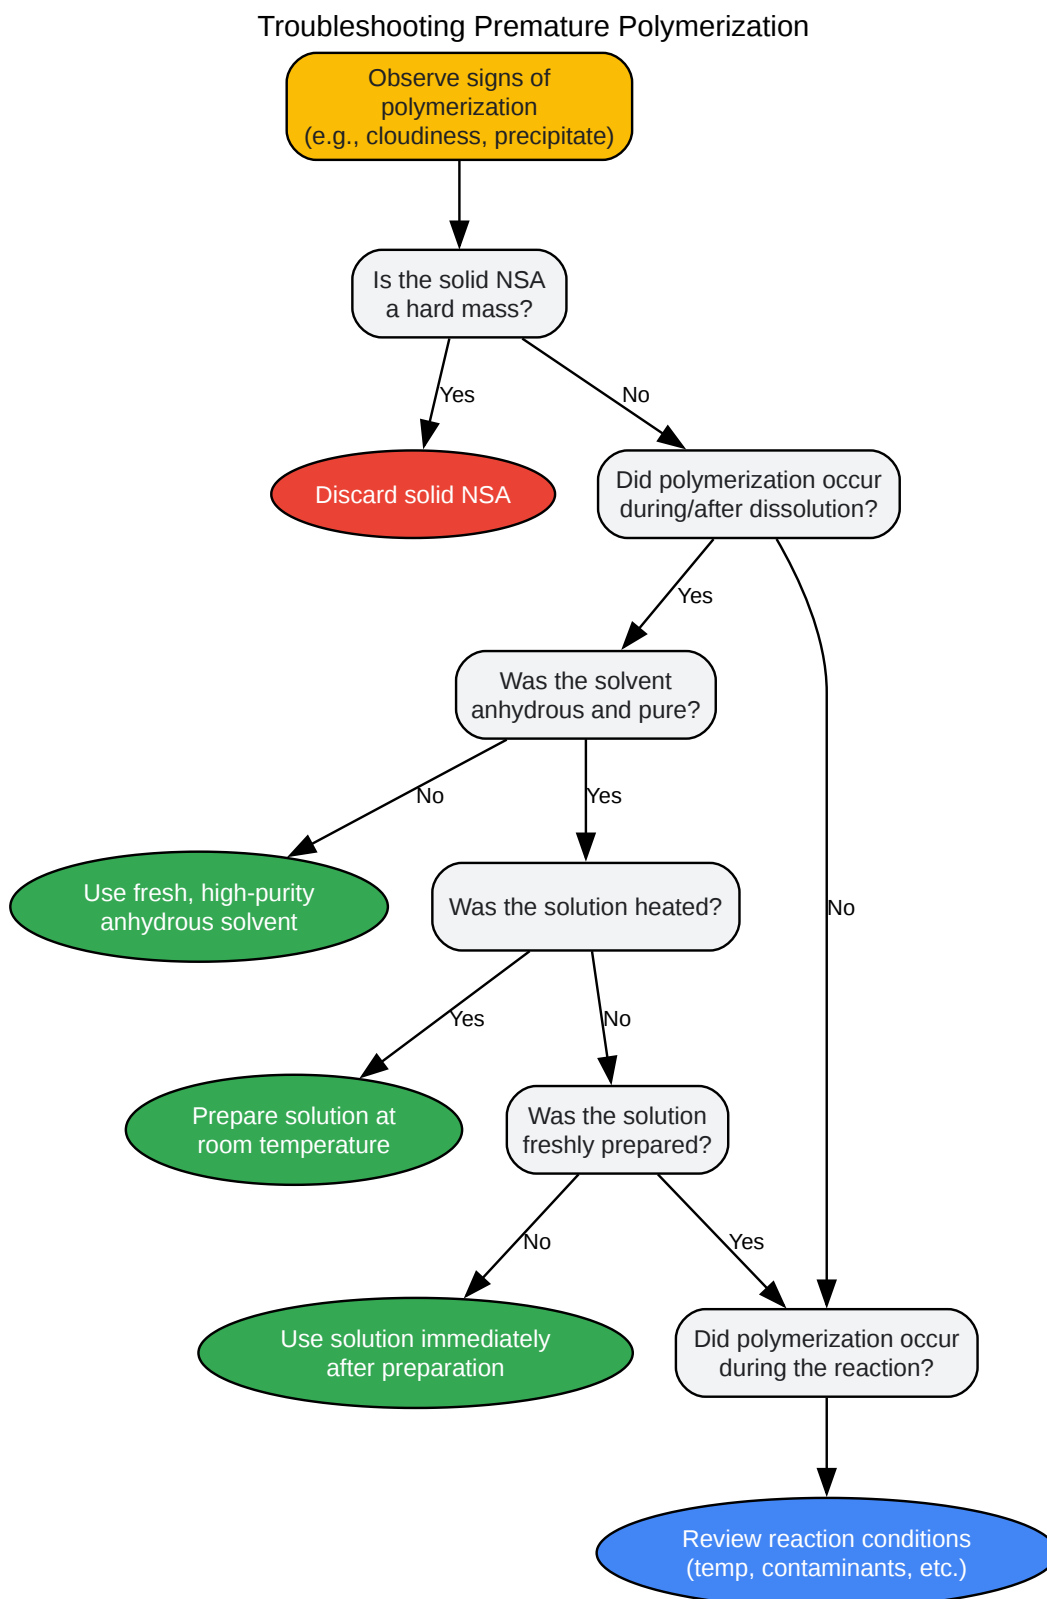 Troubleshooting Premature Polymerization
Observe signs of
polymerization
(e.g., cloudiness, precipitate)
Is the solid NSA
a hard mass?
Yes
No
Discard solid NSA
Did polymerization occur
during/after dissolution?
Yes
Was the solvent
anhydrous and pure?
No
Yes
Use fresh, high-purity
anhydrous solvent
Was the solution heated?
No
Yes
No
Prepare solution at
room temperature
Was the solution
freshly prepared?
No
Yes
Use solution immediately
after preparation
Did polymerization occur
during the reaction?
Review reaction conditions
(temp, contaminants, etc.)